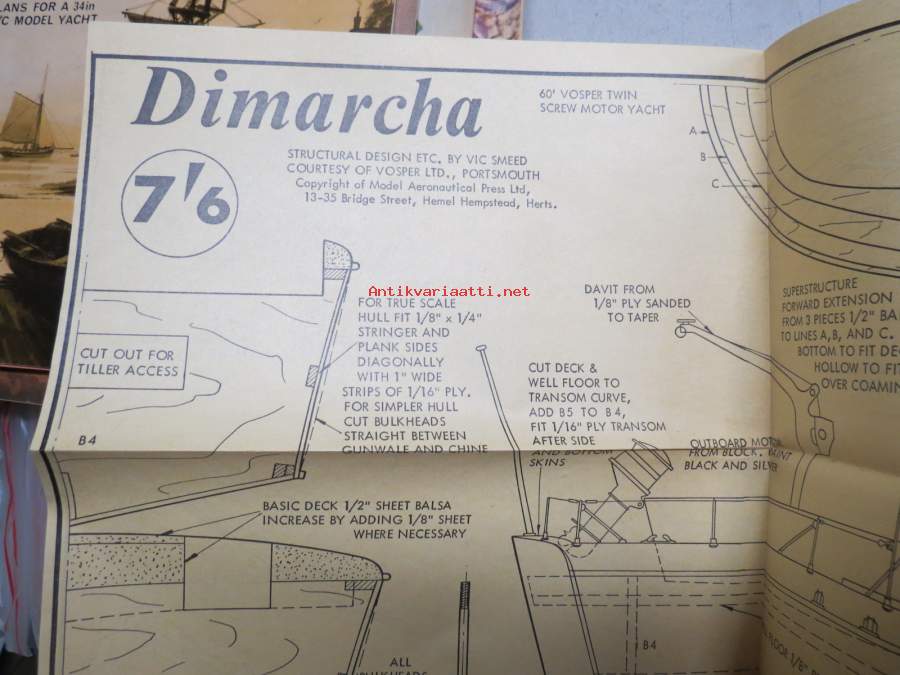 LANS FOR A 34in
C MODEL YACHT
Dimarcha
60' VOSPER TWIN
SCREW MOTOR YACHT
7'6
STRUCTURAL DESIGN ETC. BY VIC SMEED
COURTESY OF VOSPER LTD., PORTSMOUTH
Copyright of Model Aeronautical Press Ltd,
13-35 Bridge Street, Hemel Hempstead, Herts.
A
B
C
Antikvariaatti.net
FOR TRUE SCALE
HULL FIT 1/8" x 1/4"
STRINGER AND
PLANK SIDES
DIAGONALLY
WITH 1" WIDE
STRIPS OF 1/16" PLY.
FOR SIMPLER HULL
CUT BULKHEADS
STRAIGHT BETWEEN
GUNWALE AND CHINE
DAVIT FROM
1/8" PLY SANDED
TO TAPER
SUPERSTRUCTURE
FORWARD EXTENSION
FROM 3 PIECES 1/2" BA
TO LINES A,B, AND C.
BOTTOM TO FIT DE
HOLLOW TO FIT
OVER COAMIN
CUT OUT FOR
TILLER ACCESS
B4
CUT DECK &
WELL FLOOR TO
TRANSOM CURVE,
ADD B5 TO B4,
FIT 1/16" PLY TRANSOM
AFTER SIDE
AND BOTTOM
SKINS
OUTBOARD MOTOR
FROM BLOCK. PAINT
BLACK AND SILVER
BASIC DECK 1/2" SHEET BALSA
INCREASE BY ADDING 1/8" SHEET
WHERE NECESSARY
B4
FLOOR 1/8"
ALL